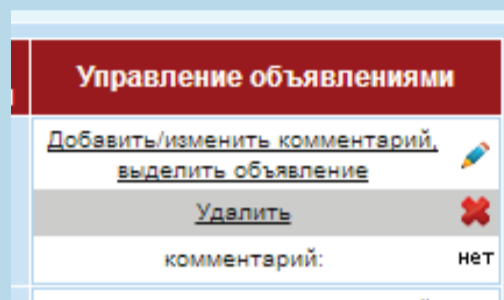 Управление объявлениями
Добавить/изменить комментарий,
выделить объявление
Удалить
комментарий: нет